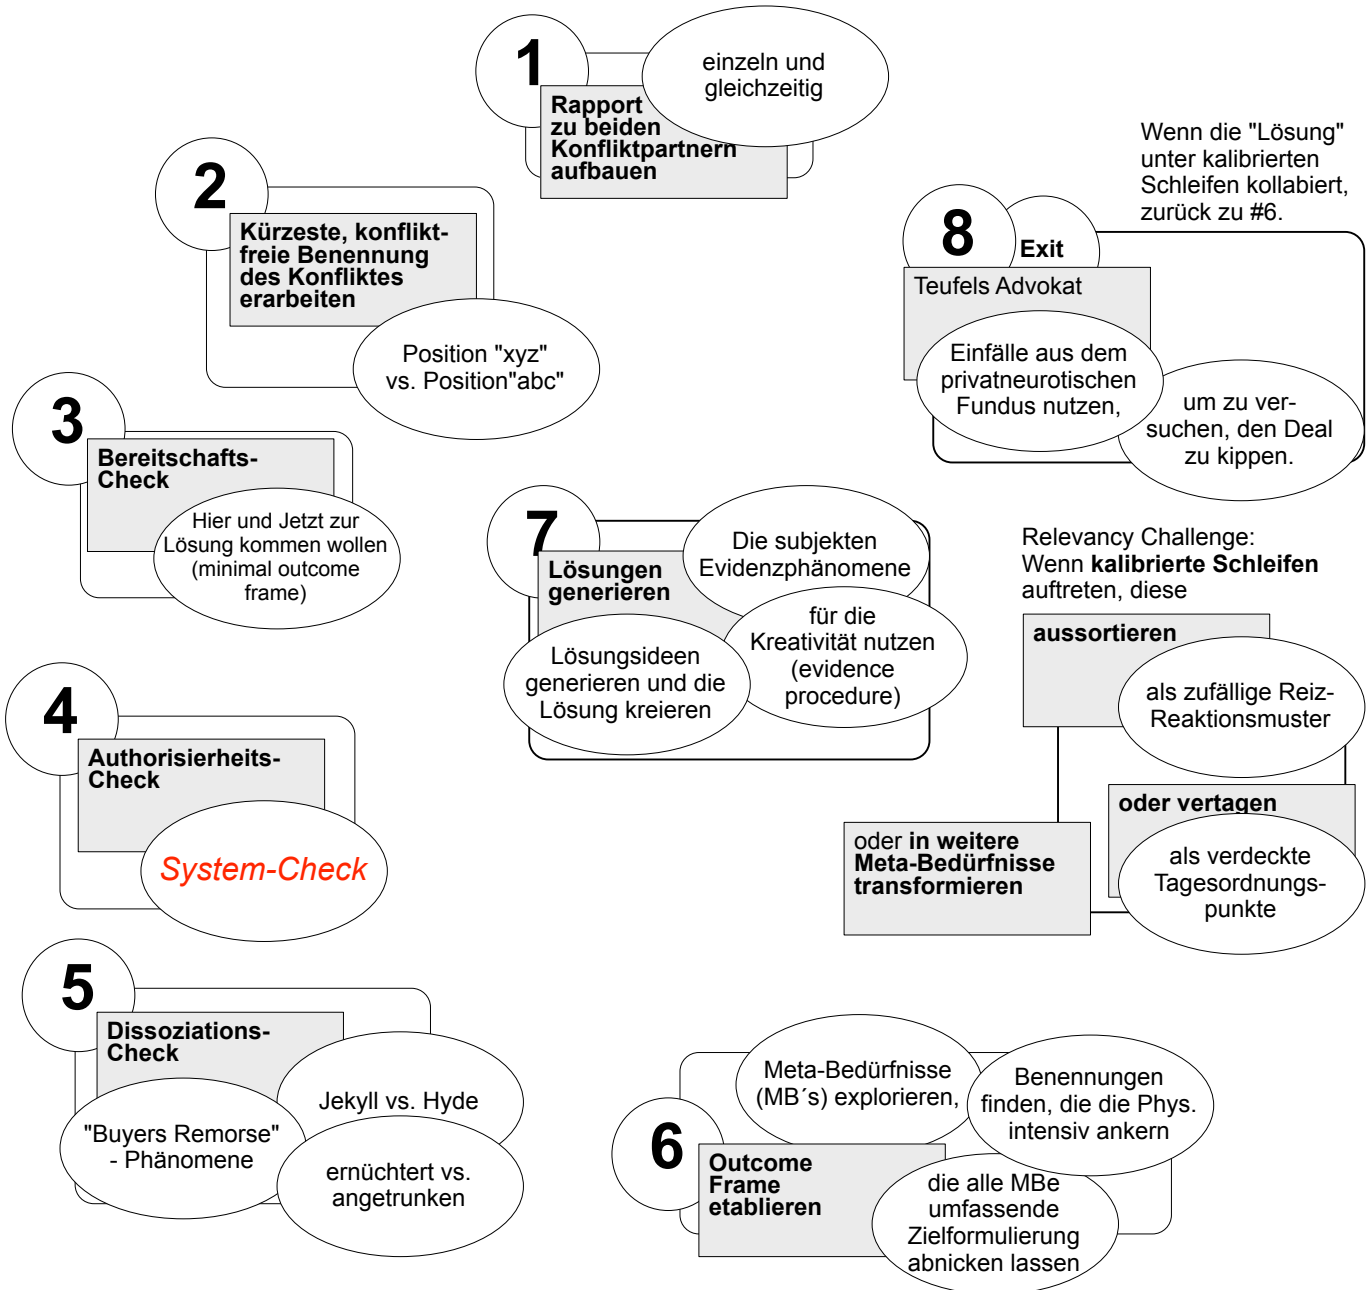 1
einzeln und
gleichzeitig
Rapport
zu beiden
Konfliktpartnern
aufbauen
2
Kürzeste, konflikt-
freie Benennung
des Konfliktes
erarbeiten
Position "xyz"
vs. Position"abc"
3
Bereitschafts-
Check
Hier und Jetzt zur
Lösung kommen wollen
(minimal outcome
frame)
4
Authorisierheits-
Check
System-Check
5
Dissoziations-
Check
Jekyll vs. Hyde
"Buyers Remorse"
- Phänomene
ernüchtert vs.
angetrunken
6
Outcome
Frame
etablieren
Meta-Bedürfnisse
(MB´s) explorieren,
Benennungen
finden, die die Phys.
intensiv ankern
die alle MBe
umfassende
Zielformulierung
abnicken lassen
7
Lösungen
generieren
Die subjekten
Evidenzphänomene
für die
Kreativität nutzen
(evidence
procedure)
Lösungsideen
generieren und die
Lösung kreieren
Relevancy Challenge:
Wenn kalibrierte Schleifen
auftreten, diese
aussortieren
als zufällige Reiz-
Reaktionsmuster
oder vertagen
als verdeckte
Tagesordnungs-
punkte
oder in weitere
Meta-Bedürfnisse
transformieren
8
Exit
Teufels Advokat
Einfälle aus dem
privatneurotischen
Fundus nutzen,
um zu ver-
suchen, den Deal
zu kippen.
Wenn die "Lösung"
unter kalibrierten
Schleifen kollabiert,
zurück zu #6.